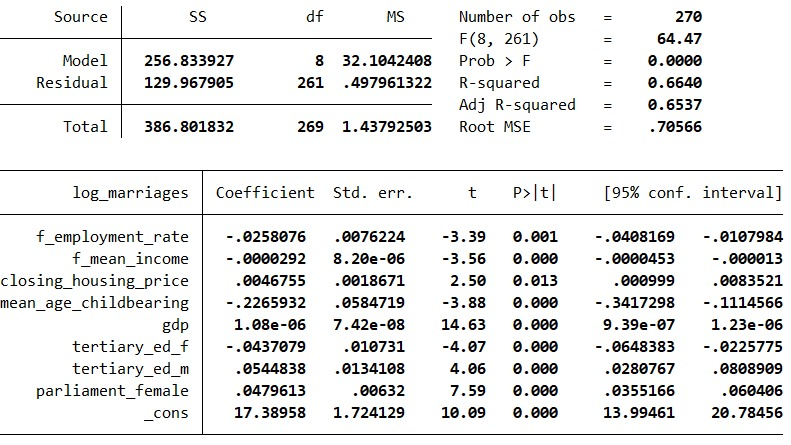 Source SS df MS Number of obs = 270
F(8, 261) = 64.47
Model 256.833927 8 32.1042408 Prob > F = 0.0000
Residual 129.967905 261 .497961322 R-squared = 0.6640
Adj R-squared = 0.6537
Total 386.801832 269 1.43792503 Root MSE = .70566
log_marriages Coefficient Std. err. t P>|t| [95% conf. interval]
f_employment_rate -.0258076 .0076224 -3.39 0.001 -.0408169 -.0107984
f_mean_income -.0000292 8.20e-06 -3.56 0.000 -.0000453 -.000013
closing_housing_price .0046755 .0018671 2.50 0.013 .000999 .0083521
mean_age_childbearing -.2265932 .0584719 -3.88 0.000 -.3417298 -.1114566
gdp 1.08e-06 7.42e-08 14.63 0.000 9.39e-07 1.23e-06
tertiary_ed_f -.0437079 .010731 -4.07 0.000 -.0648383 -.0225775
tertiary_ed_m .0544838 .0134108 4.06 0.000 .0280767 .0808909
parliament_female .0479613 .00632 7.59 0.000 .0355166 .060406
_cons 17.38958 1.724129 10.09 0.000 13.99461 20.78456